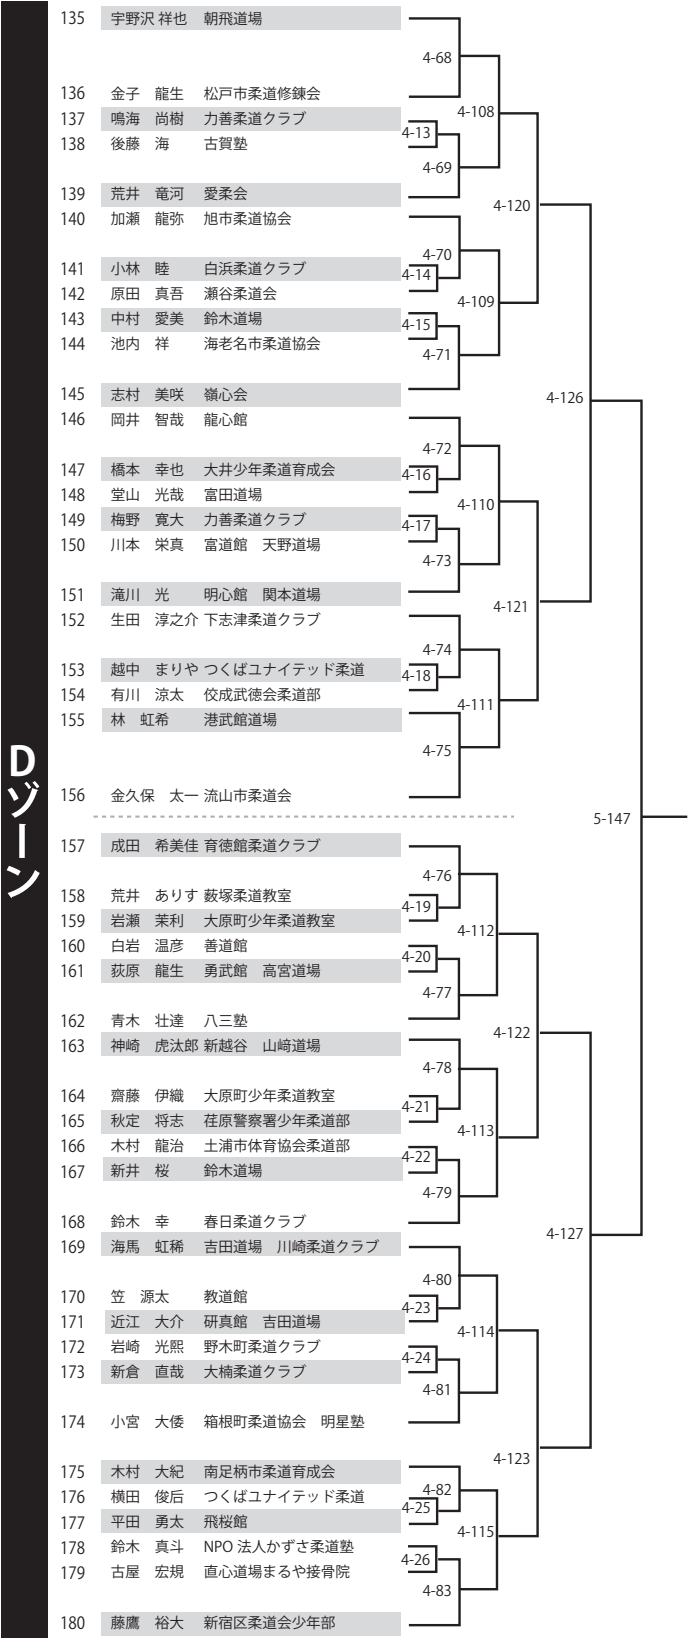 Dゾーン
135 宇野沢 祥也 朝飛道場
4-68
136 金子 龍生 松戸市柔道修錬会
4-108
137 鳴海 尚樹 力善柔道クラブ
4-13
138 後藤 海 古賀塾
4-69
139 荒井 竜河 愛柔会
4-120
140 加瀬 龍弥 旭市柔道協会
4-70
141 小林 睦 白浜柔道クラブ
4-14
142 原田 真吾 瀬谷柔道会
4-109
143 中村 愛美 鈴木道場
4-15
144 池内 祥 海老名市柔道協会
4-71
145 志村 美咲 嶺心会
4-126
146 岡井 智哉 龍心館
4-72
147 橋本 幸也 大井少年柔道育成会
4-16
148 堂山 光哉 富田道場
4-110
149 梅野 寛大 力善柔道クラブ
4-17
150 川本 栄真 富道館 天野道場
4-73
151 滝川 光 明心館 関本道場
4-121
152 生田 淳之介 下志津柔道クラブ
4-74
153 越中 まりや つくばユナイテッド柔道
4-18
154 有川 涼太 佼成武徳会柔道部
4-111
155 林 虹希 港武館道場
4-75
156 金久保 太一 流山市柔道会
5-147
157 成田 希美佳 育徳館柔道クラブ
4-76
158 荒井 ありす 薮塚柔道教室
4-19
159 岩瀬 茉利 大原町少年柔道教室
4-112
160 白岩 温彦 善道館
4-20
161 荻原 龍生 勇武館 高宮道場
4-77
162 青木 壮達 八三塾
4-122
163 神崎 虎汰郎 新越谷 山﨑道場
4-78
164 齋藤 伊織 大原町少年柔道教室
4-21
165 秋定 将志 荏原警察署少年柔道部
4-113
166 木村 龍治 土浦市体育協会柔道部
4-22
167 新井 桜 鈴木道場
4-79
168 鈴木 幸 春日柔道クラブ
4-127
169 海馬 虹稀 吉田道場 川崎柔道クラブ
4-80
170 笠 源太 教道館
4-23
171 近江 大介 研真館 吉田道場
4-114
172 岩崎 光熙 野木町柔道クラブ
4-24
173 新倉 直哉 大楠柔道クラブ
4-81
174 小宮 大倭 箱根町柔道協会 明星塾
4-123
175 木村 大紀 南足柄市柔道育成会
4-82
176 横田 俊后 つくばユナイテッド柔道
4-25
177 平田 勇太 飛桜館
4-115
178 鈴木 真斗 NPO 法人かずさ柔道塾
4-26
179 古屋 宏規 直心道場まるや接骨院
4-83
180 藤鷹 裕大 新宿区柔道会少年部